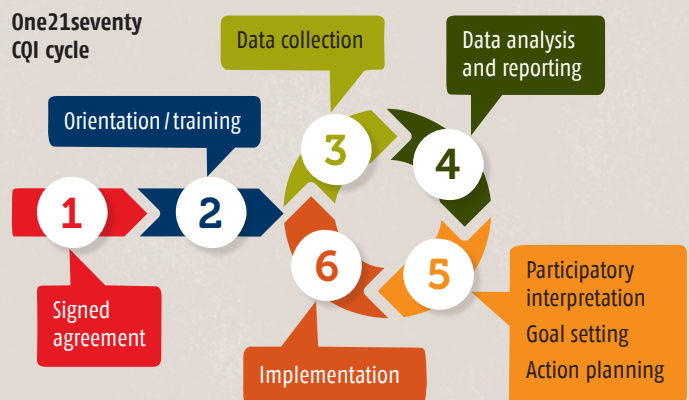 One21seventy
CQI cycle
1
Signed
agreement
2
Orientation / training
3
Data collection
4
Data analysis
and reporting
5
Participatory
interpretation
Goal setting
Action planning
6
Implementation